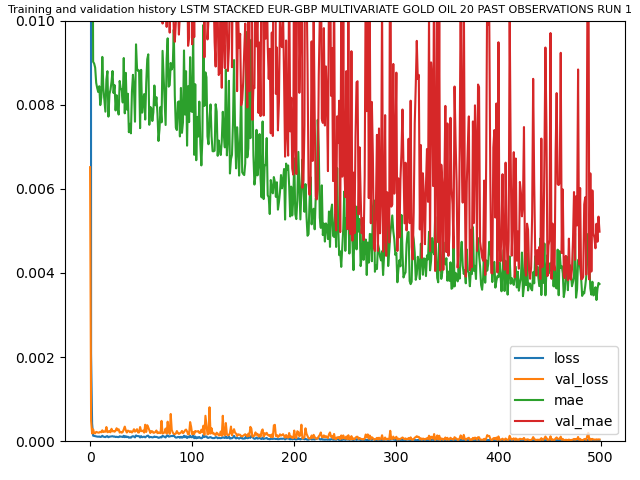 Training and validation history LSTM STACKED EUR-GBP MULTIVARIATE GOLD OIL 20 PAST OBSERVATIONS RUN 1
0.010
0.008
0.006
0.004
0.002
0.000
loss
val_loss
mae
val_mae
0 100 200 300 400 500